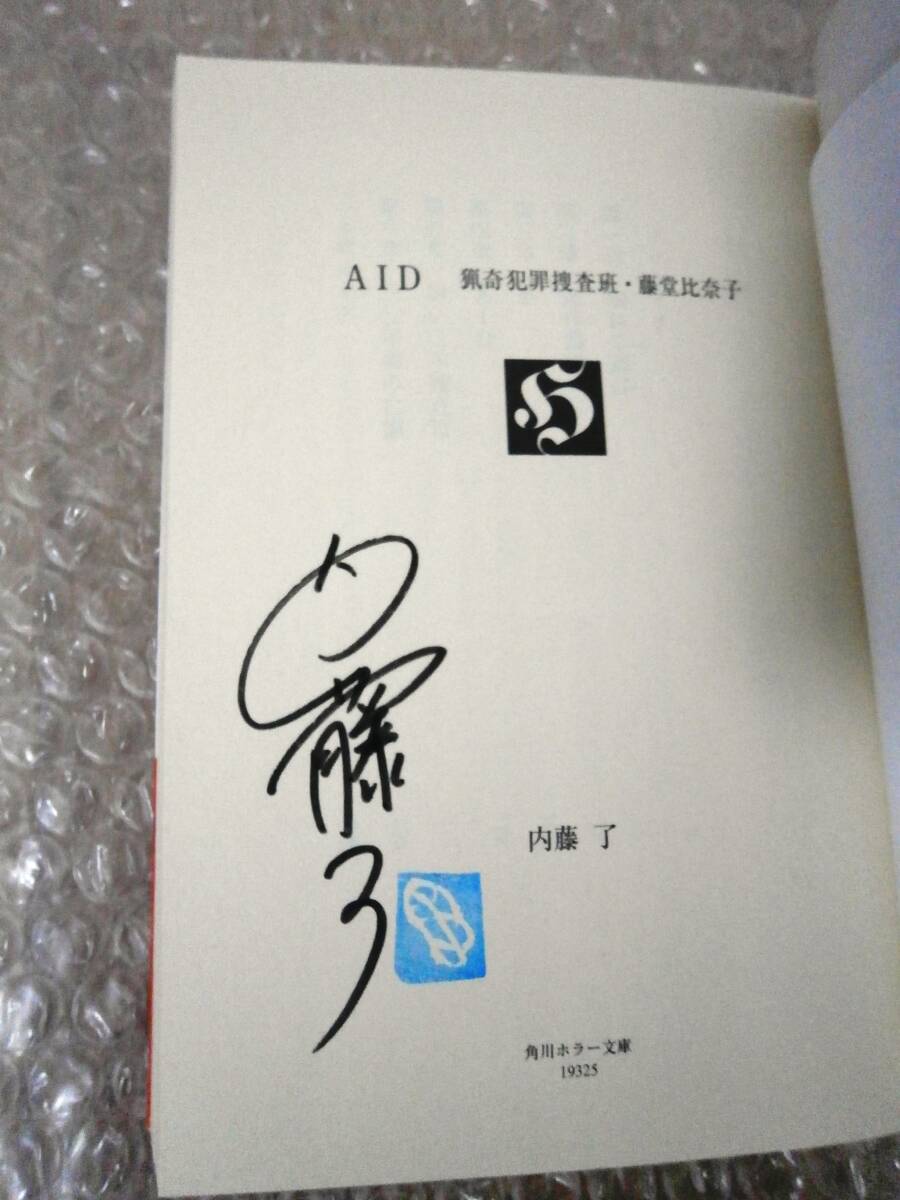 AID 猟奇犯罪捜査班・藤堂比奈子
H
内藤了
内藤 了
角川ホラー文庫
19325